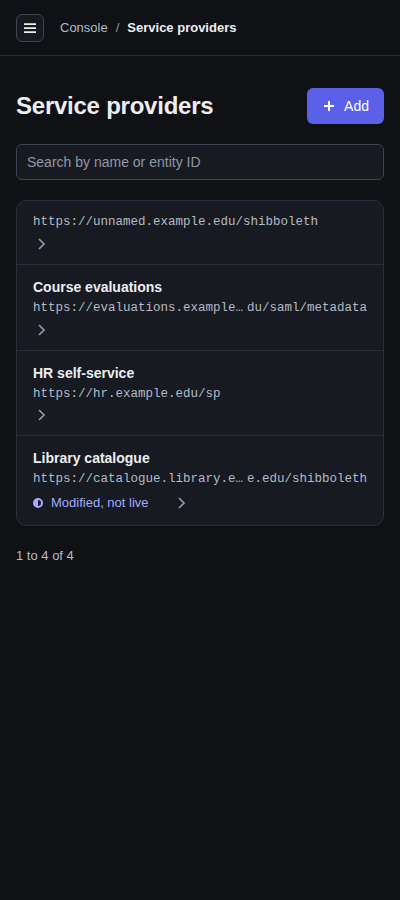 Console / Service providers
Service providers
Add
Search by name or entity ID
https://unnamed.example.edu/shibboleth
Course evaluations
https://evaluations.example… du/saml/metadata
HR self-service
https://hr.example.edu/sp
Library catalogue
https://catalogue.library.e… e.edu/shibboleth
Modified, not live
1 to 4 of 4